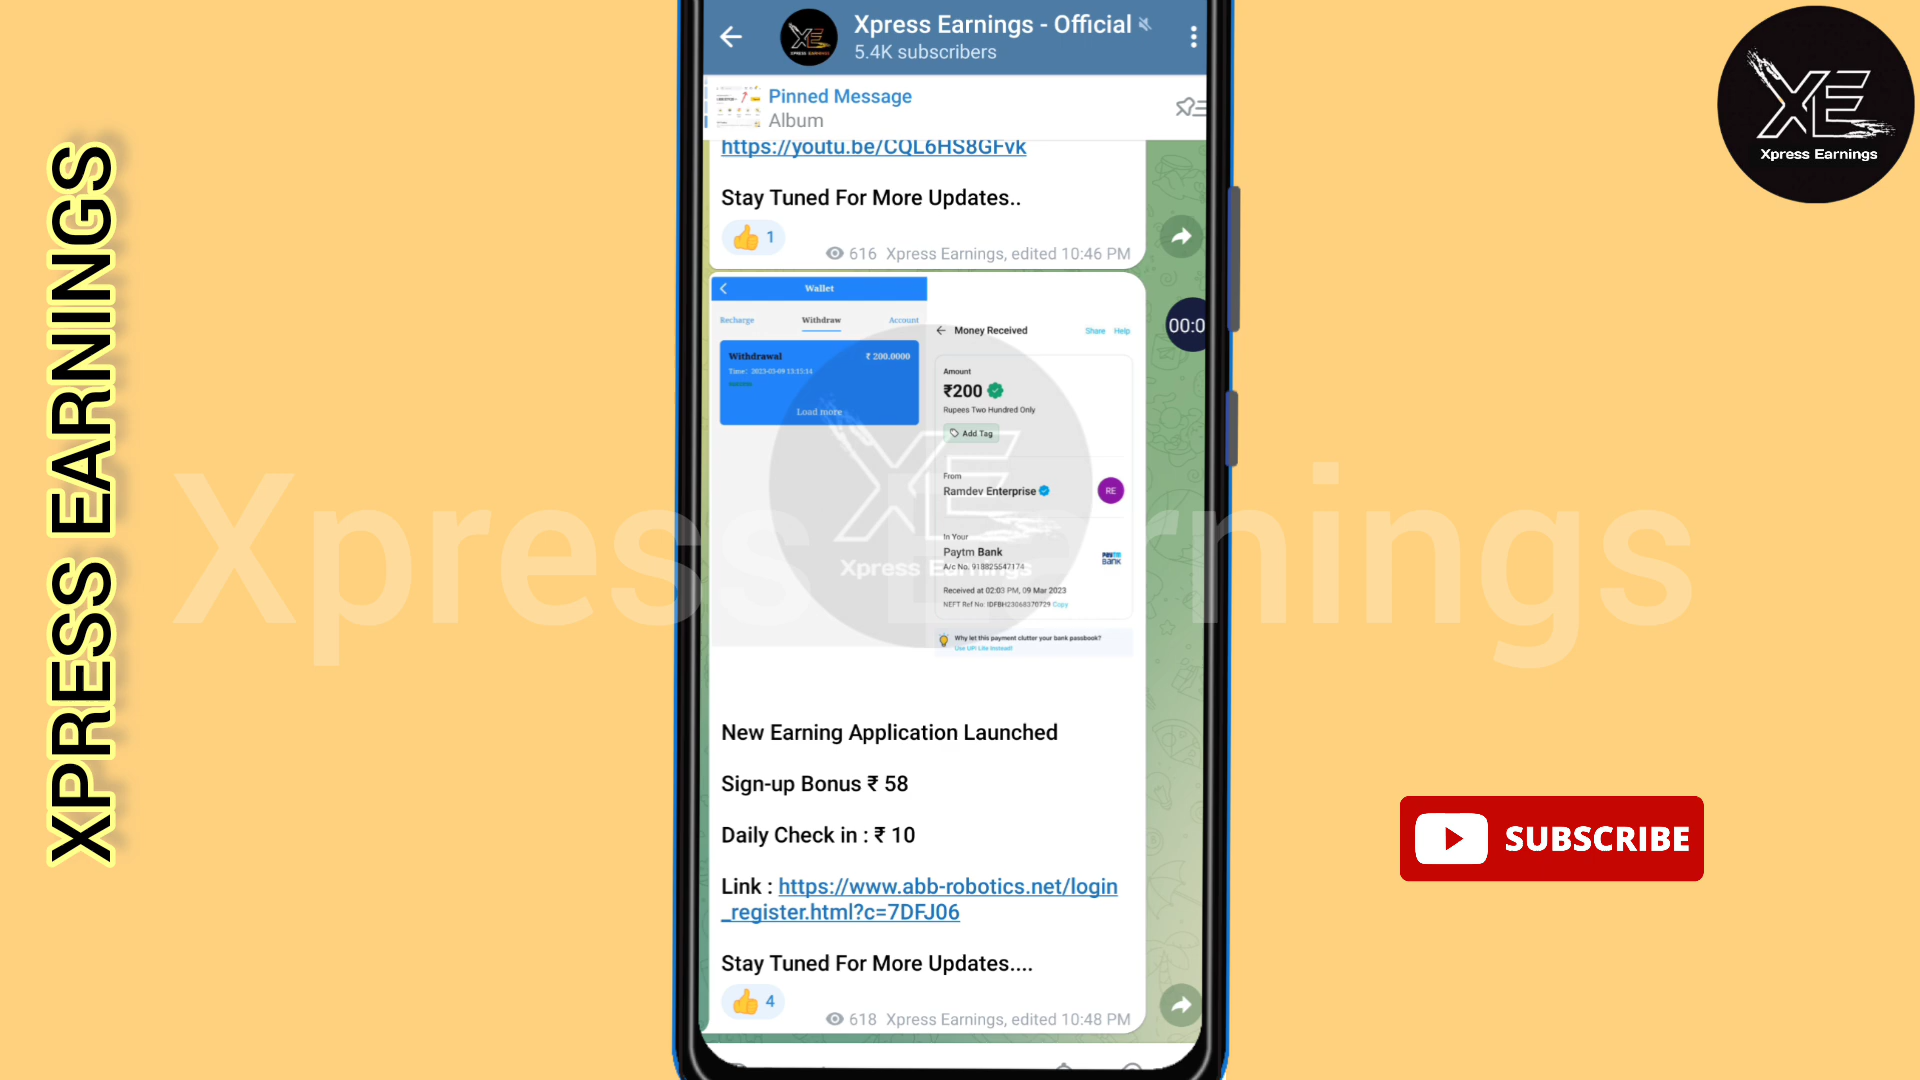 XPRESS EARNINGS
Xpress Earnings - Official
5.4K subscribers
Pinned Message
Album
https://youtu.be/CQL6HS8GFvk
Stay Tuned For More Updates..
👍 1
616 Xpress Earnings, edited 10:46 PM
Wallet
Recharge Withdraw Account
Withdrawal ₹ 200.0000
Time: 2023-03-09 13:15:14
success
Load more
Money Received Share Help
Amount
₹200
Rupees Two Hundred Only
Add Tag
From
Ramdev Enterprise
RE
In Your
Paytm Bank
paytm BANK
A/c No. 918825547174
Received at 02:03 PM, 09 Mar 2023
NEFT Ref No: IDFBH23068370729 Copy
Why let this payment clutter your bank passbook?
Use UPI Lite Instead!
XE
Xpress Earnings
00:0
New Earning Application Launched
Sign-up Bonus ₹ 58
Daily Check in : ₹ 10
Link : https://www.abb-robotics.net/login
_register.html?c=7DFJ06
Stay Tuned For More Updates....
👍 4
618 Xpress Earnings, edited 10:48 PM
Xpress Earnings
XE
Xpress Earnings
SUBSCRIBE